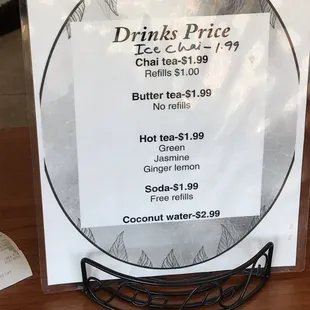 Drinks Price
Ice Chai - 1.99
Chai tea-$1.99
Refills $1.00
Butter tea-$1.99
No refills
Hot tea-$1.99
Green
Jasmine
Ginger lemon
Soda-$1.99
Free refills
Coconut water-$2.99